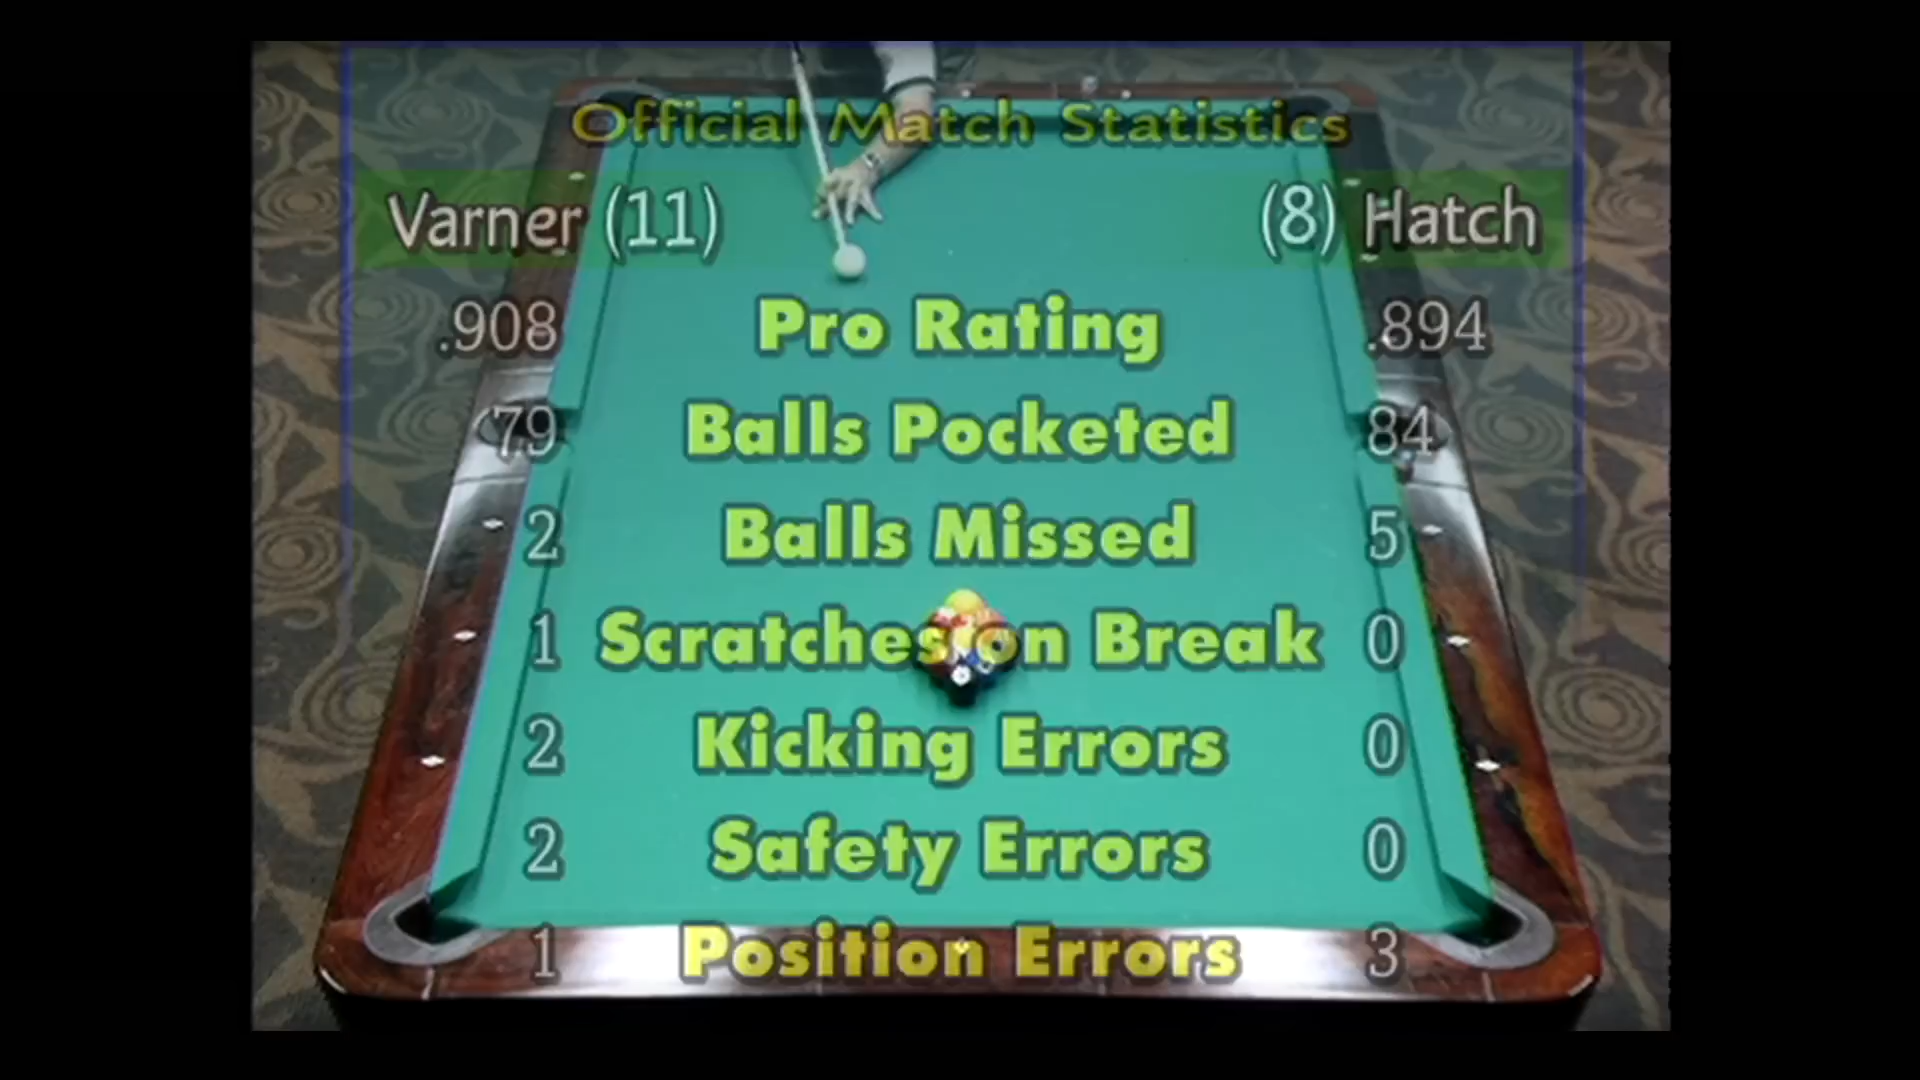 Official Match Statistics
Varner (11) (8) Hatch
.908 Pro Rating .894
79 Balls Pocketed 84
2 Balls Missed 5
1 Scratches on Break 0
2 Kicking Errors 0
2 Safety Errors 0
1 Position Errors 3